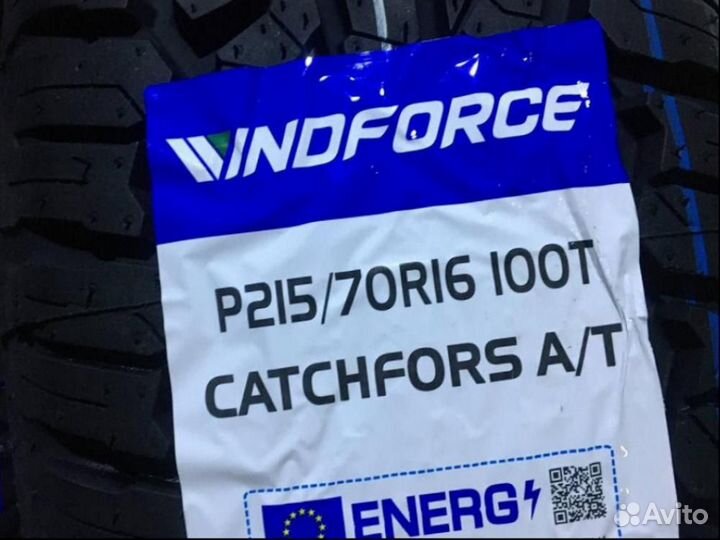 WINDFORCE
P215/70R16 100T
CATCHFORS A/T
ENERG
Avito